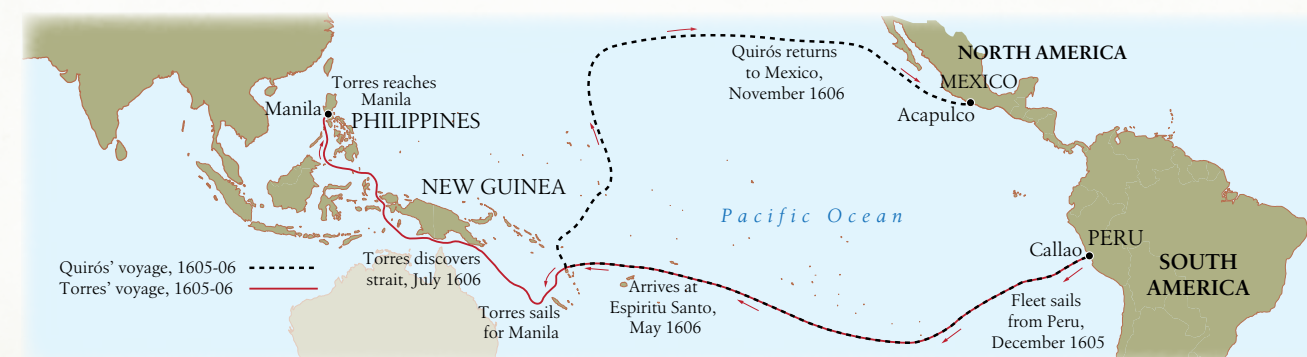 Quirós returns
to Mexico,
November 1606
NORTH AMERICA
MEXICO
Acapulco
Torres reaches
Manila
Manila
PHILIPPINES
NEW GUINEA
Pacific Ocean
Callao
PERU
SOUTH
AMERICA
Quirós' voyage, 1605-06
Torres' voyage, 1605-06
Torres discovers
strait, July 1606
Torres sails
for Manila
Arrives at
Espiritu Santo,
May 1606
Fleet sails
from Peru,
December 1605